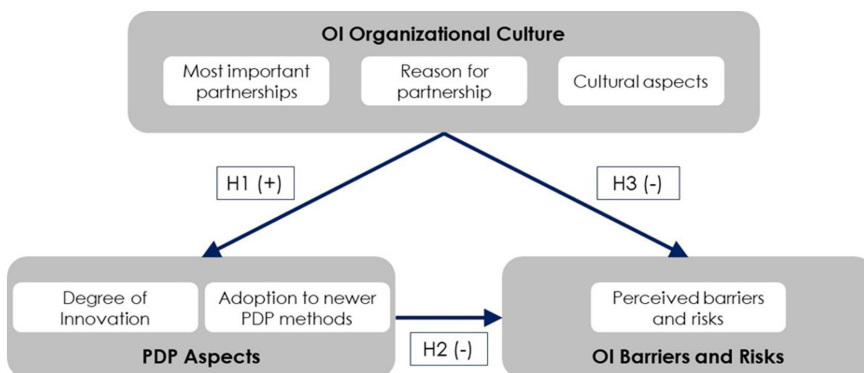 OI Organizational Culture
Most important
partnerships
Reason for
partnership
Cultural aspects
H1 (+)
H3 (-)
Degree of
Innovation
Adoption to newer
PDP methods
PDP Aspects
H2 (-)
Perceived barriers
and risks
OI Barriers and Risks